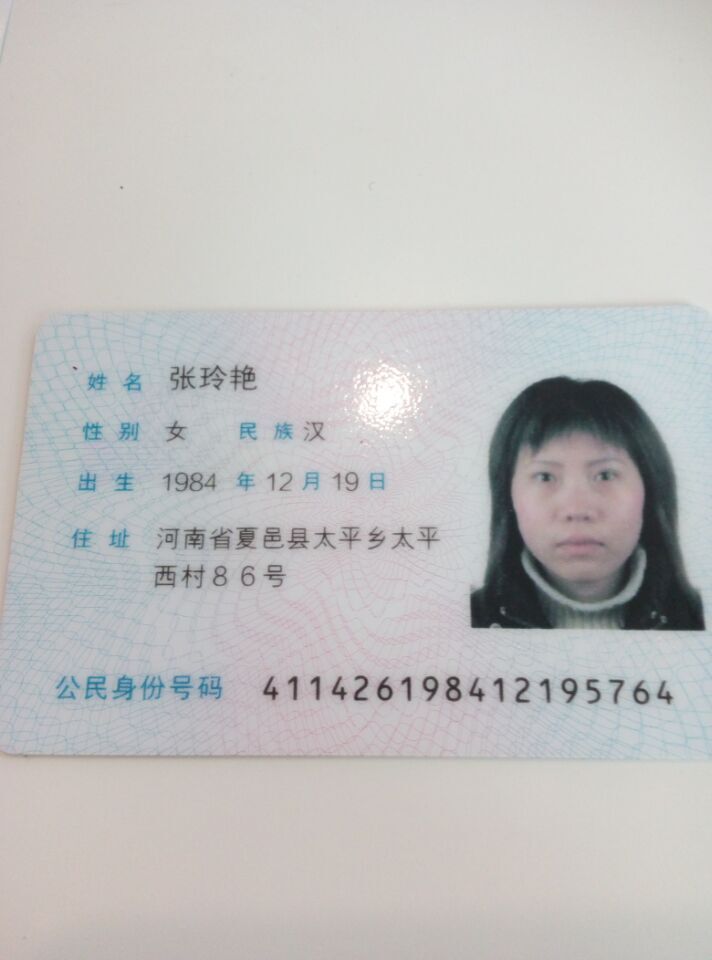 姓名 张玲艳
性别 女 民族 汉
出生 1984 年 12 月 19 日
住址 河南省夏邑县太平乡太平
西村86号
公民身份号码 411426198412195764